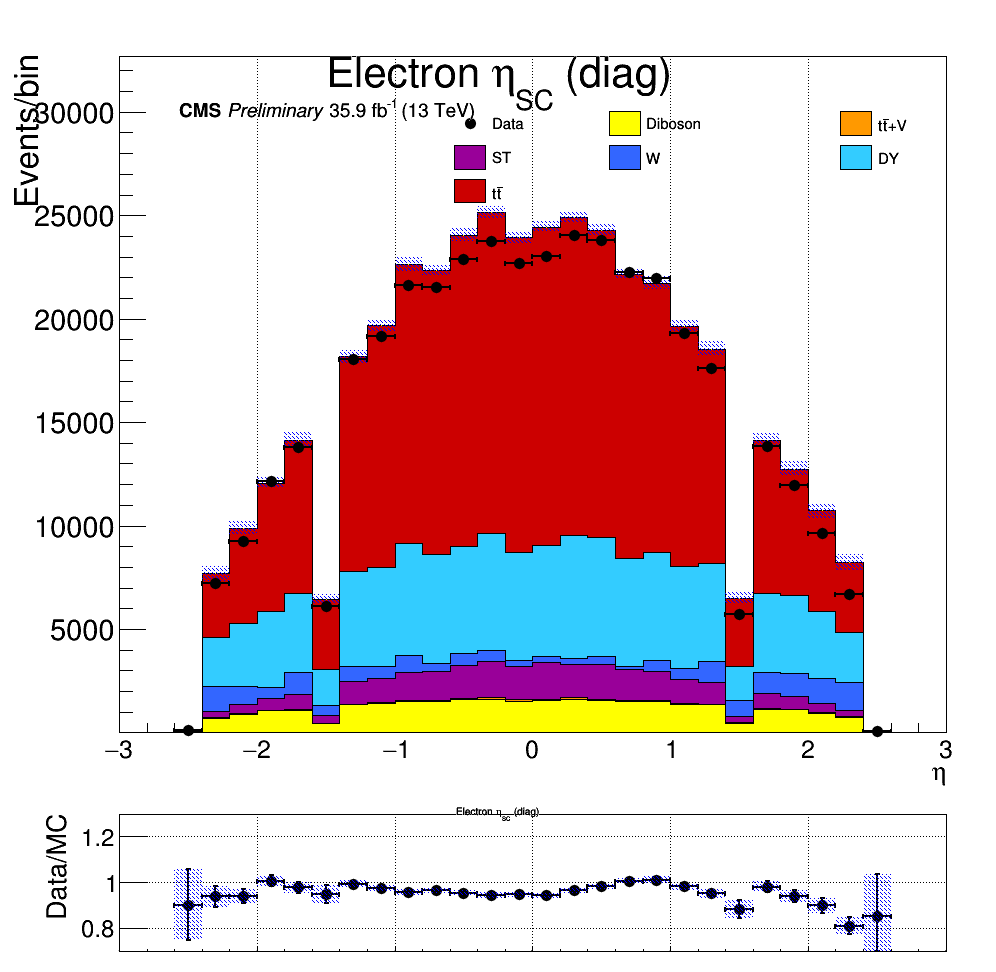 Electron ηSC (diag)
Events/bin
CMS Preliminary 35.9 fb-1 (13 TeV)
Data
Diboson
tt̄+V
ST
W
DY
tt̄
30000
25000
20000
15000
10000
5000
−3 −2 −1 0 1 2 3
η
Electron ηSC (diag)
Data/MC
1.2
1
0.8